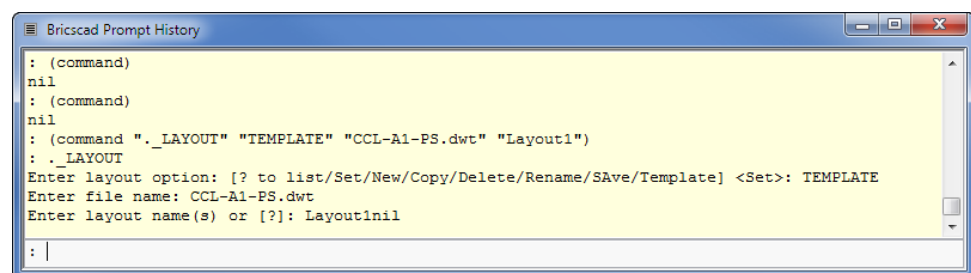 Bricscad Prompt History
: (command)
nil
: (command)
nil
: (command "._LAYOUT" "TEMPLATE" "CCL-A1-PS.dwt" "Layout1")
: ._LAYOUT
Enter layout option: [? to list/Set/New/Copy/Delete/Rename/SAve/Template] <Set>: TEMPLATE
Enter file name: CCL-A1-PS.dwt
Enter layout name(s) or [?]: Layout1nil
: